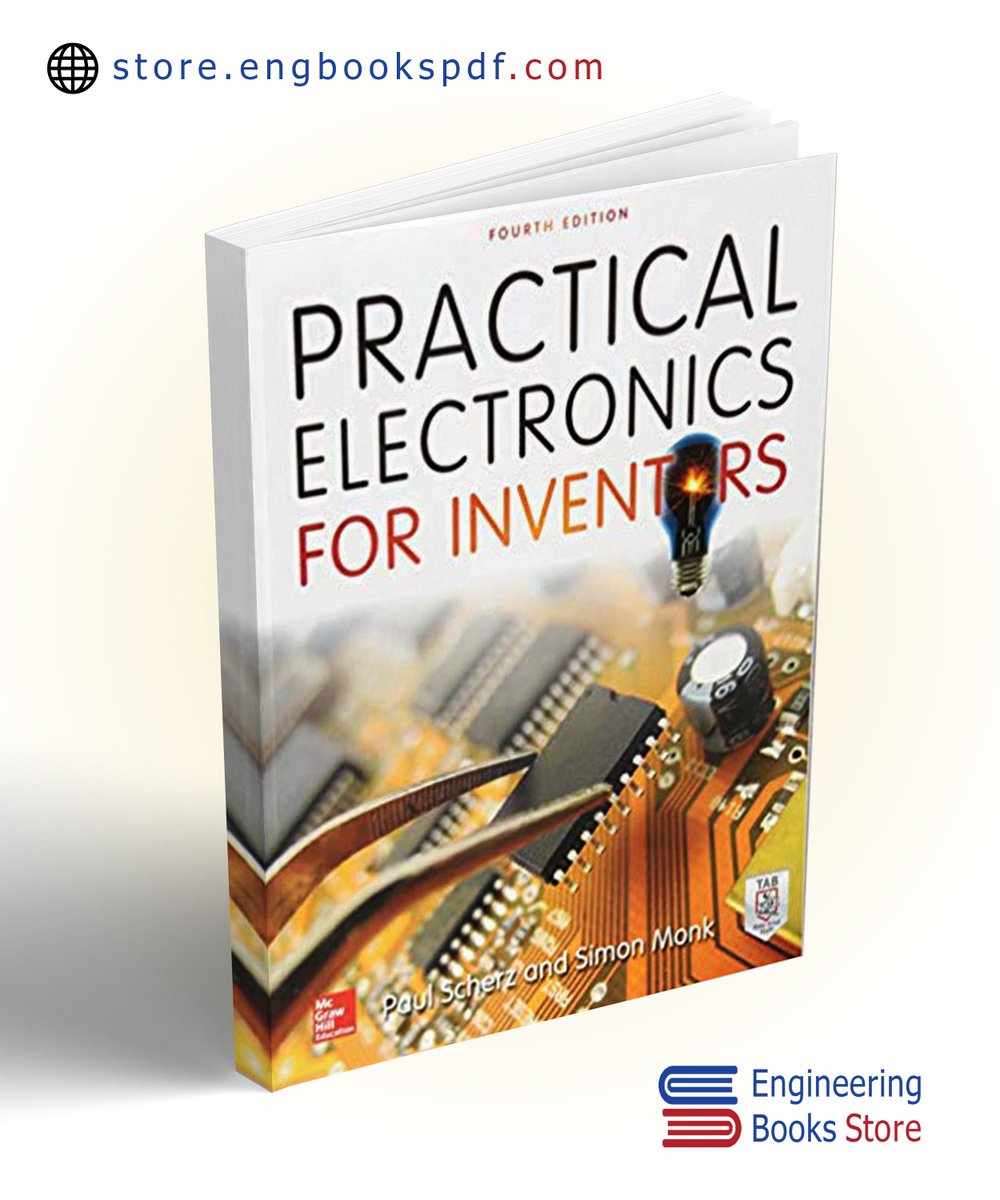 store.engbookspdf.com
FOURTH EDITION
PRACTICAL
ELECTRONICS
FOR INVENTORS
TAB
Paul Scherz and Simon Monk
Mc
Graw
Hill
Education
Engineering
Books Store